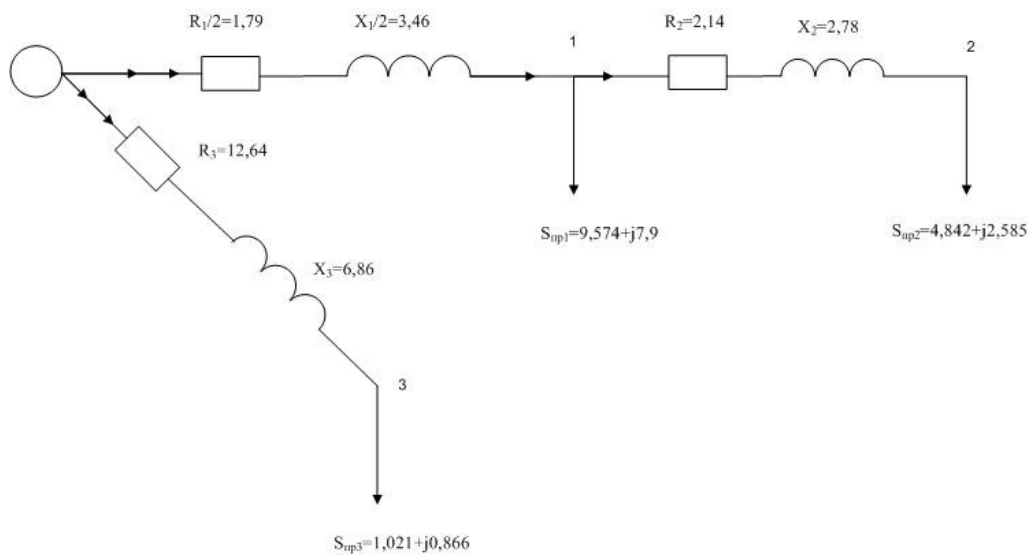 R₁/2=1,79
X₁/2=3,46
1
R₂=2,14
X₂=2,78
2
R₃=12,64
Sпр1=9,574+j7,9
Sпр2=4,842+j2,585
X₃=6,86
3
Sпр3=1,021+j0,866